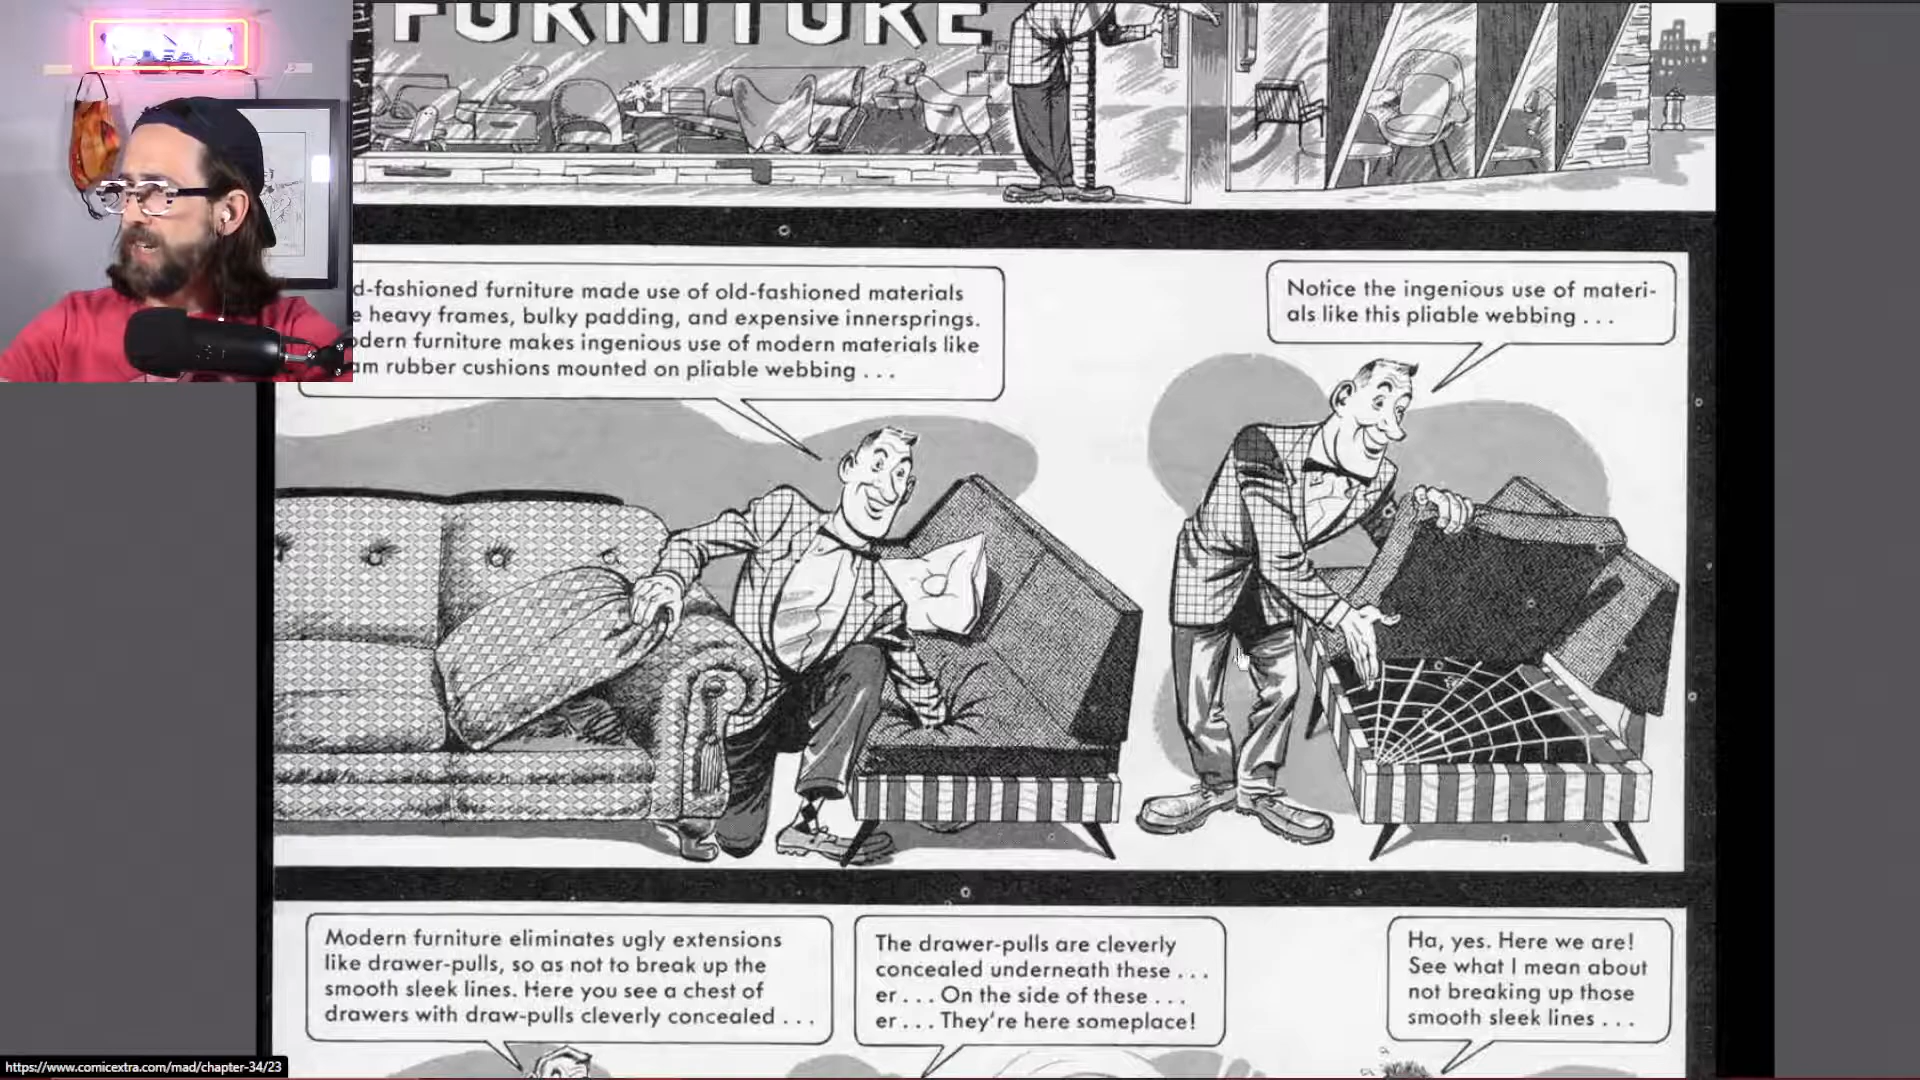 FURNITURE
d-fashioned furniture made use of old-fashioned materials
e heavy frames, bulky padding, and expensive innersprings.
odern furniture makes ingenious use of modern materials like
am rubber cushions mounted on pliable webbing . . .
Notice the ingenious use of materi-
als like this pliable webbing . . .
Modern furniture eliminates ugly extensions
like drawer-pulls, so as not to break up the
smooth sleek lines. Here you see a chest of
drawers with draw-pulls cleverly concealed . . .
The drawer-pulls are cleverly
concealed underneath these . . .
er . . . On the side of these . . .
er . . . They're here someplace!
Ha, yes. Here we are!
See what I mean about
not breaking up those
smooth sleek lines . . .
https://www.comicextra.com/mad/chapter-34/23